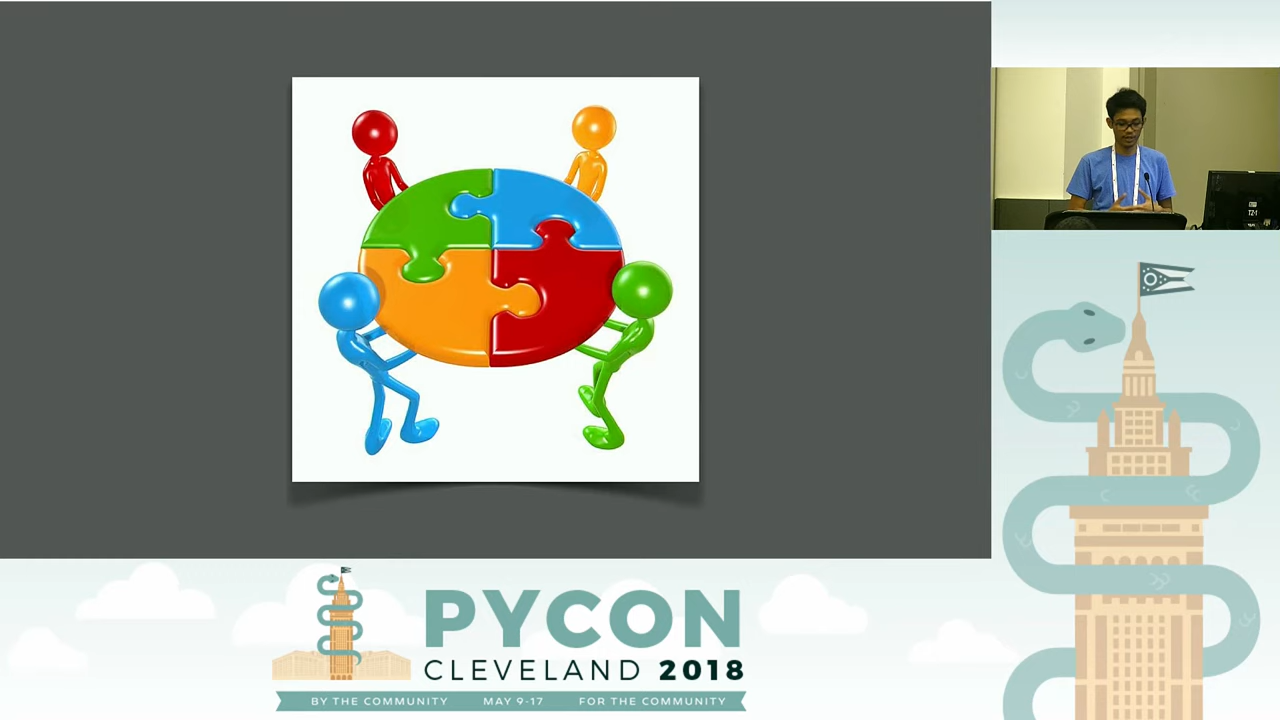 PYCON
CLEVELAND 2018
BY THE COMMUNITY MAY 9-17 FOR THE COMMUNITY